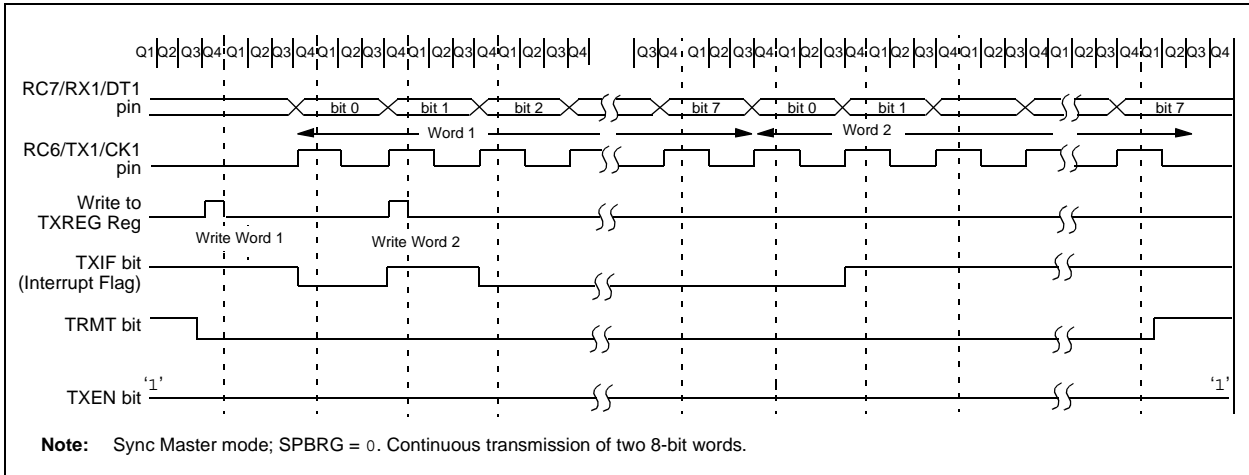 Q1 Q2 Q3 Q4 Q1 Q2 Q3 Q4 Q1 Q2 Q3 Q4 Q1 Q2 Q3 Q4 Q1 Q2 Q3 Q4 Q3 Q4 Q1 Q2 Q3 Q4 Q1 Q2 Q3 Q4 Q1 Q2 Q3 Q4 Q1 Q2 Q3 Q4 Q1 Q2 Q3 Q4 Q1 Q2 Q3 Q4
RC7/RX1/DT1
pin
bit 0 bit 1 bit 2 bit 7 bit 0 bit 1 bit 7
Word 1 Word 2
RC6/TX1/CK1
pin
Write to
TXREG Reg
Write Word 1 Write Word 2
TXIF bit
(Interrupt Flag)
TRMT bit
‘1’ ‘1’
TXEN bit
Note: Sync Master mode; SPBRG = 0. Continuous transmission of two 8-bit words.